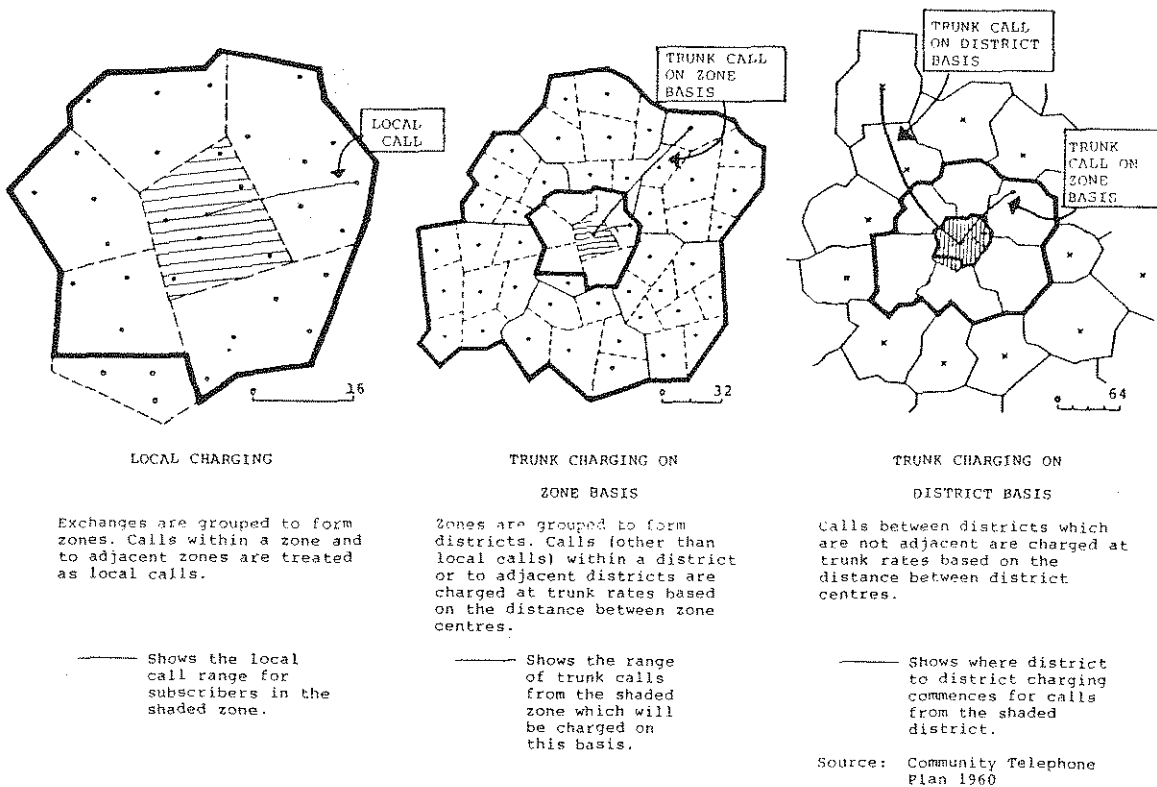 LOCAL
CALL
16
TRUNK CALL
ON ZONE
BASIS
32
TRUNK CALL
ON DISTRICT
BASIS
TRUNK
CALL ON
ZONE
BASIS
64
LOCAL CHARGING
Exchanges are grouped to form
zones. Calls within a zone and
to adjacent zones are treated
as local calls.
Shows the local
call range for
subscribers in the
shaded zone.
TRUNK CHARGING ON
ZONE BASIS
Zones are grouped to form
districts. Calls (other than
local calls) within a district
or to adjacent districts are
charged at trunk rates based
on the distance between zone
centres.
Shows the range
of trunk calls
from the shaded
zone which will
be charged on
this basis.
TRUNK CHARGING ON
DISTRICT BASIS
Calls between districts which
are not adjacent are charged at
trunk rates based on the
distance between district
centres.
Shows where district
to district charging
commences for calls
from the shaded
district.
Source: Community Telephone
Plan 1960